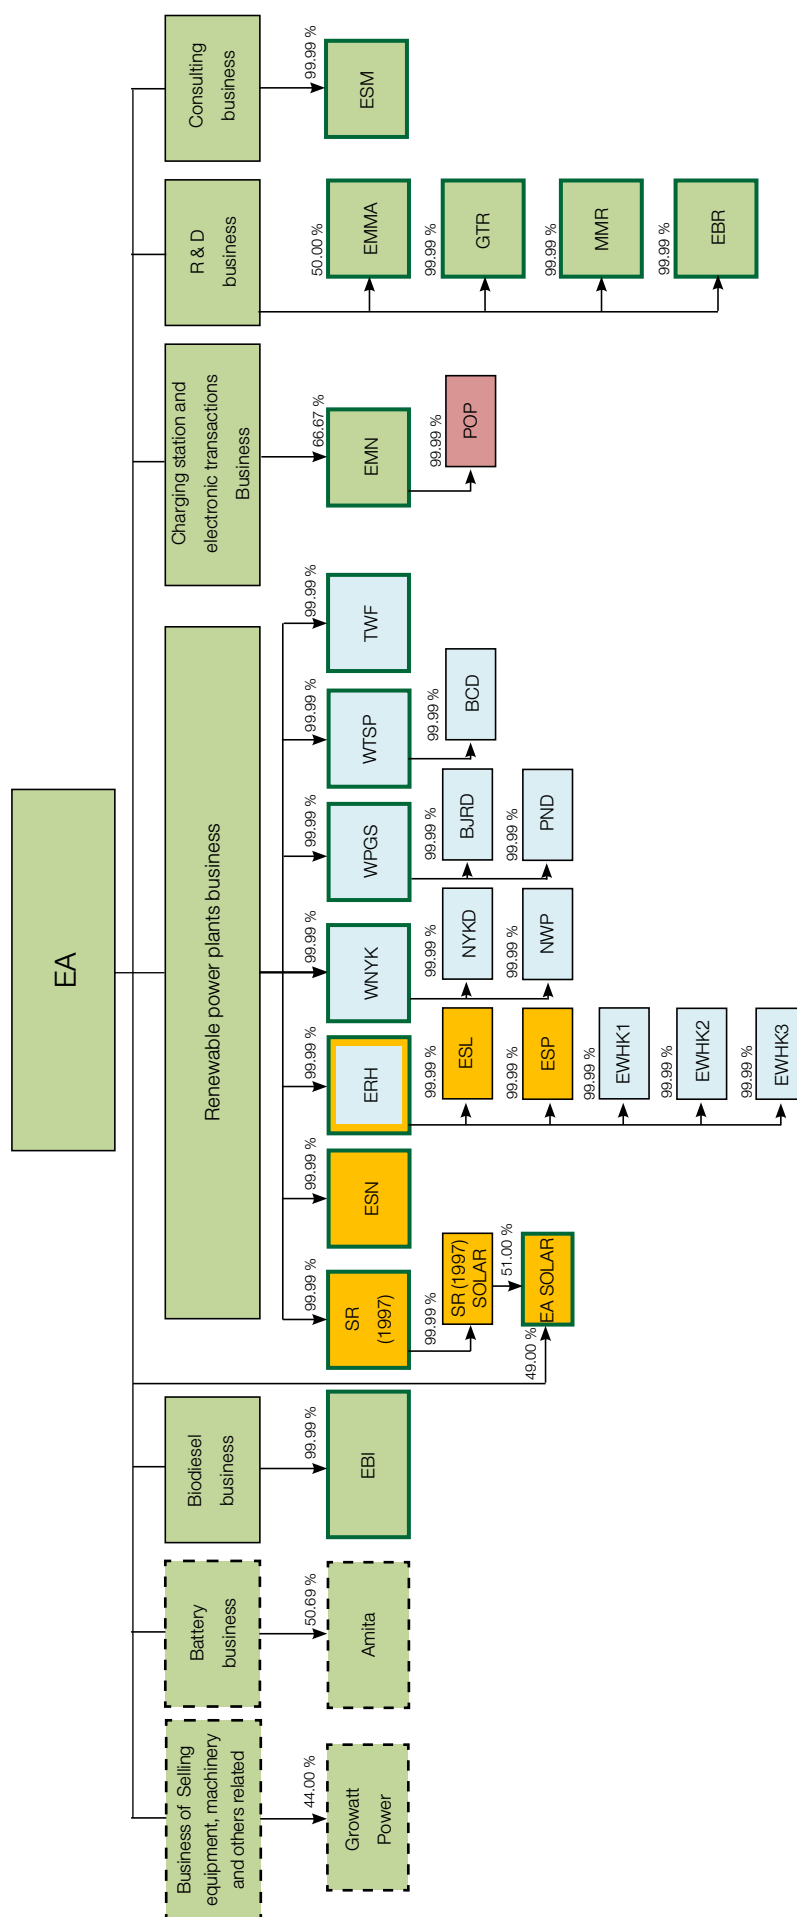 EA
Business of Selling
equipment, machinery
and others related
Battery
business
Biodiesel
business
Renewable power plants business
Charging station and
electronic transactions
Business
R & D
business
Consulting
business
44.00 %
Growatt
Power
50.69 %
Amita
99.99 %
EBI
99.99 %
SR
(1997)
99.99 %
SR (1997)
SOLAR
51.00 %
49.00 %
EA SOLAR
99.99 %
ESN
99.99 %
ERH
99.99 %
ESL
99.99 %
ESP
99.99 %
EWHK1
99.99 %
EWHK2
99.99 %
EWHK3
99.99 %
WNYK
99.99 %
NYKD
99.99 %
NWP
99.99 %
WPGS
99.99 %
BJRD
99.99 %
PND
99.99 %
WTSP
99.99 %
BCD
99.99 %
TWF
66.67 %
EMN
99.99 %
POP
50.00 %
EMMA
99.99 %
GTR
99.99 %
MMR
99.99 %
EBR
99.99 %
ESM